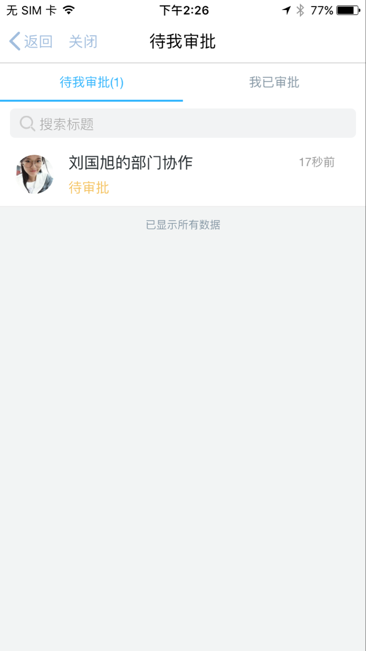 无 SIM 卡 下午2:26 77%
返回 关闭 待我审批
待我审批(1) 我已审批
搜索标题
刘国旭的部门协作 17秒前
待审批
已显示所有数据